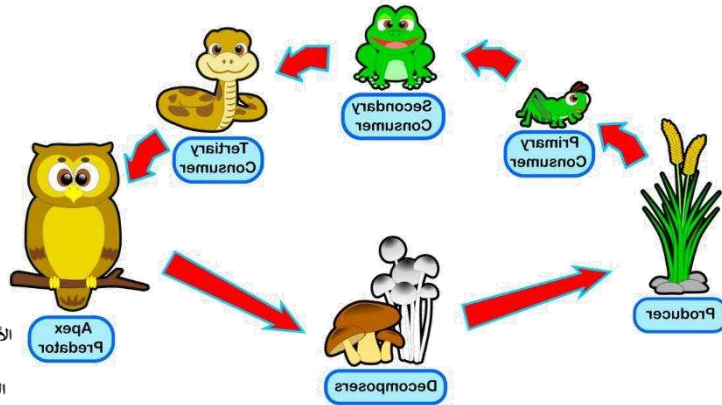 Secondary
Consumer
Tertiary
Consumer
Primary
Consumer
Producer
Apex
Predator
Decomposers